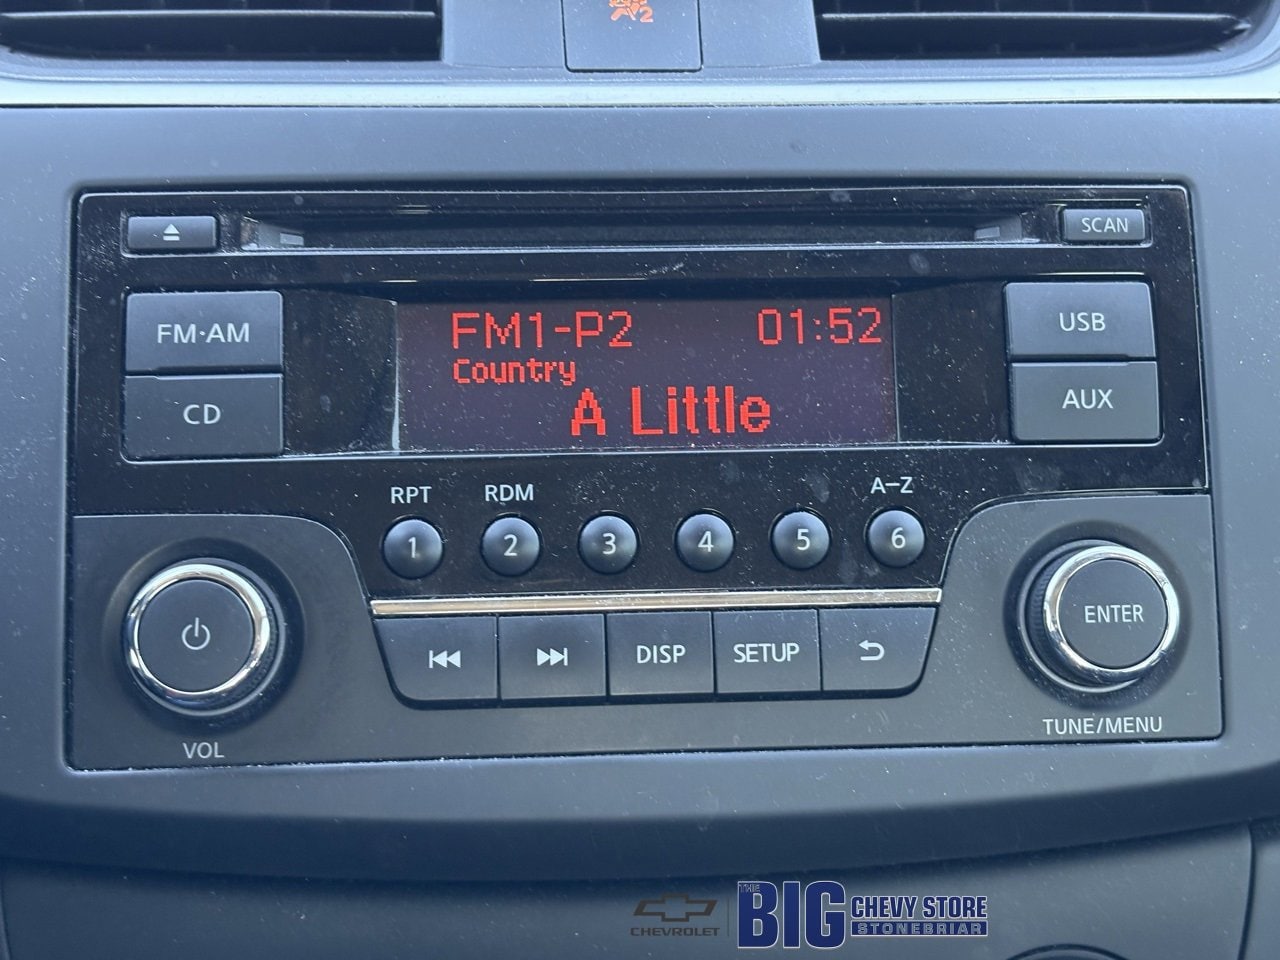 2
SCAN
FM·AM
CD
FM1-P2 01:52
Country
A Little
USB
AUX
RPT RDM A–Z
1 2 3 4 5 6
DISP SETUP
ENTER
VOL
TUNE/MENU
CHEVROLET
THE BIG CHEVY STORE
STONEBRIAR